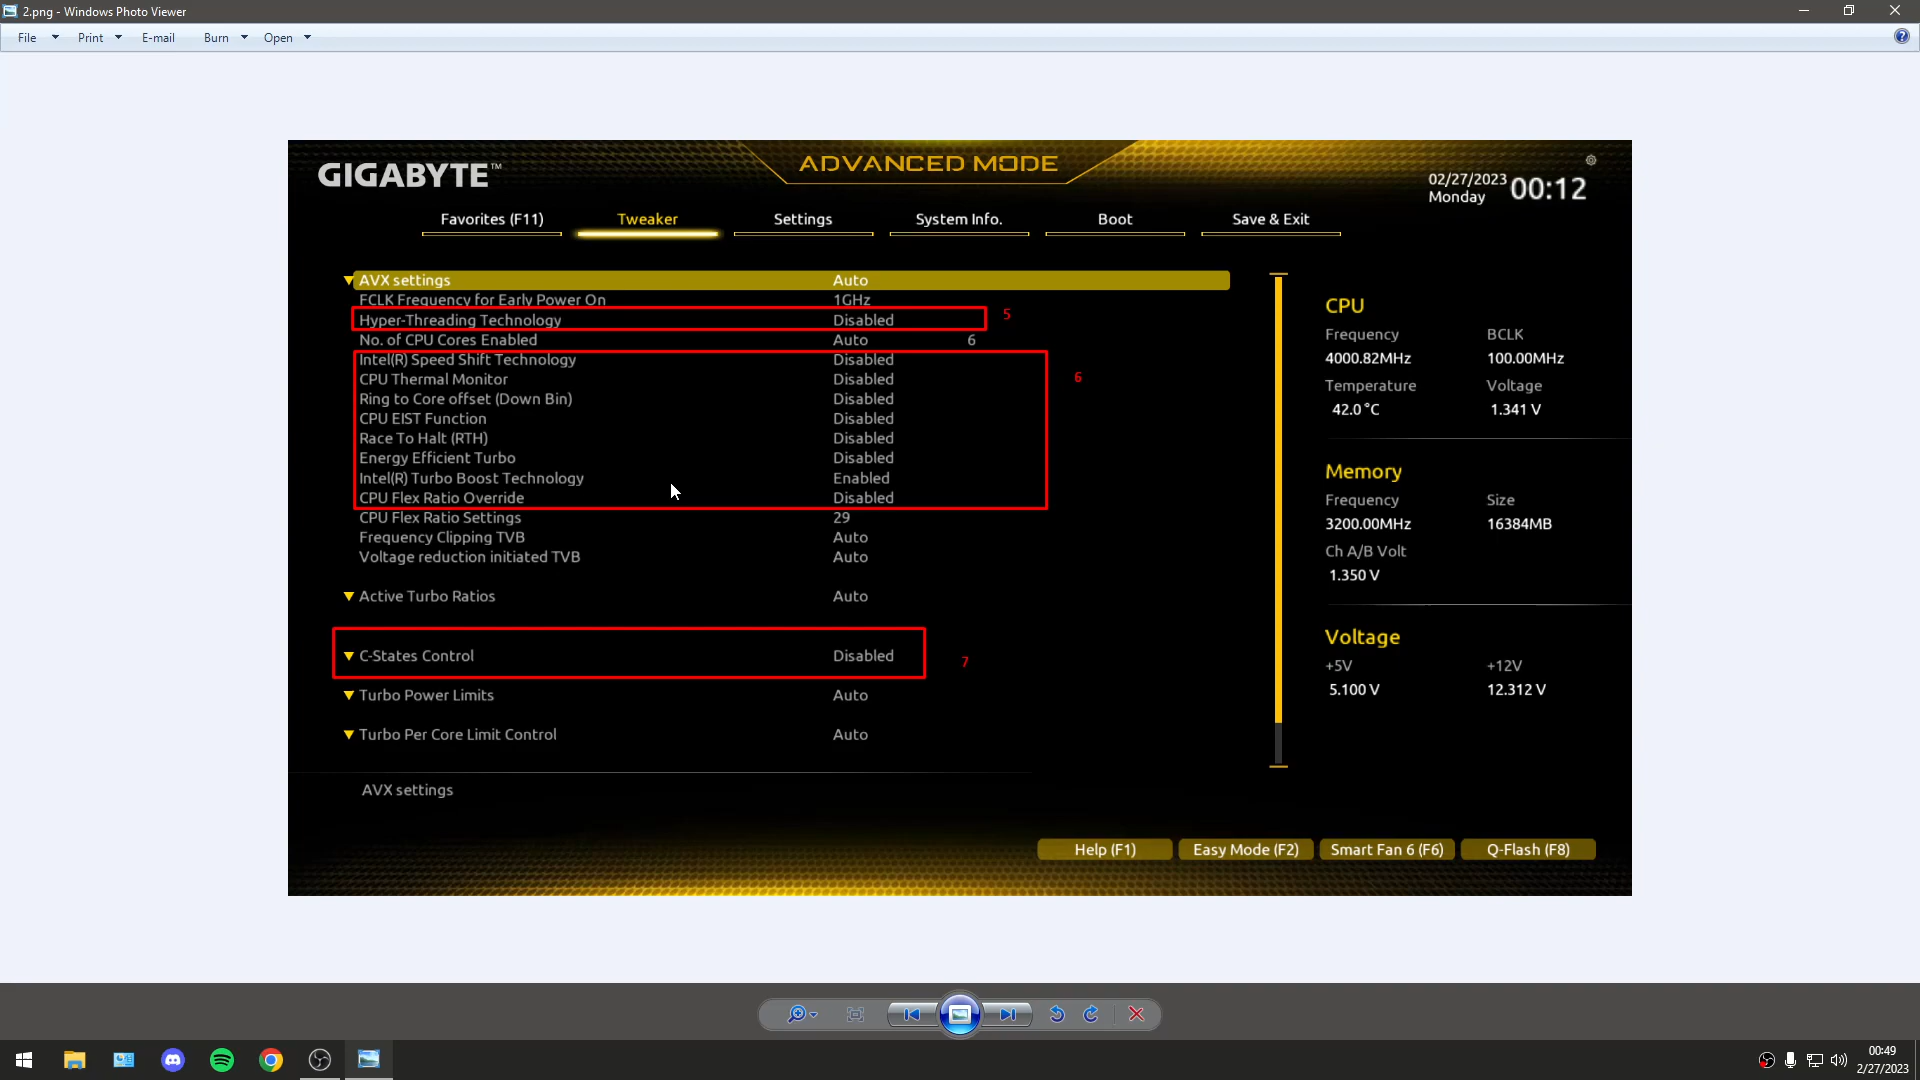 2.png - Windows Photo Viewer
File Print E-mail Burn Open
GIGABYTE™
ADVANCED MODE
02/27/2023
Monday
00:12
Favorites (F11) Tweaker Settings System Info. Boot Save & Exit
AVX settings Auto
FCLK Frequency for Early Power On 1GHz
Hyper-Threading Technology Disabled 5
No. of CPU Cores Enabled Auto 6
Intel(R) Speed Shift Technology Disabled
CPU Thermal Monitor Disabled 6
Ring to Core offset (Down Bin) Disabled
CPU EIST Function Disabled
Race To Halt (RTH) Disabled
Energy Efficient Turbo Disabled
Intel(R) Turbo Boost Technology Enabled
CPU Flex Ratio Override Disabled
CPU Flex Ratio Settings 29
Frequency Clipping TVB Auto
Voltage reduction initiated TVB Auto
Active Turbo Ratios Auto
C-States Control Disabled 7
Turbo Power Limits Auto
Turbo Per Core Limit Control Auto
CPU
Frequency BCLK
4000.82MHz 100.00MHz
Temperature Voltage
42.0 °C 1.341 V
Memory
Frequency Size
3200.00MHz 16384MB
Ch A/B Volt
1.350 V
Voltage
+5V +12V
5.100 V 12.312 V
AVX settings
Help (F1) Easy Mode (F2) Smart Fan 6 (F6) Q-Flash (F8)
00:49
2/27/2023